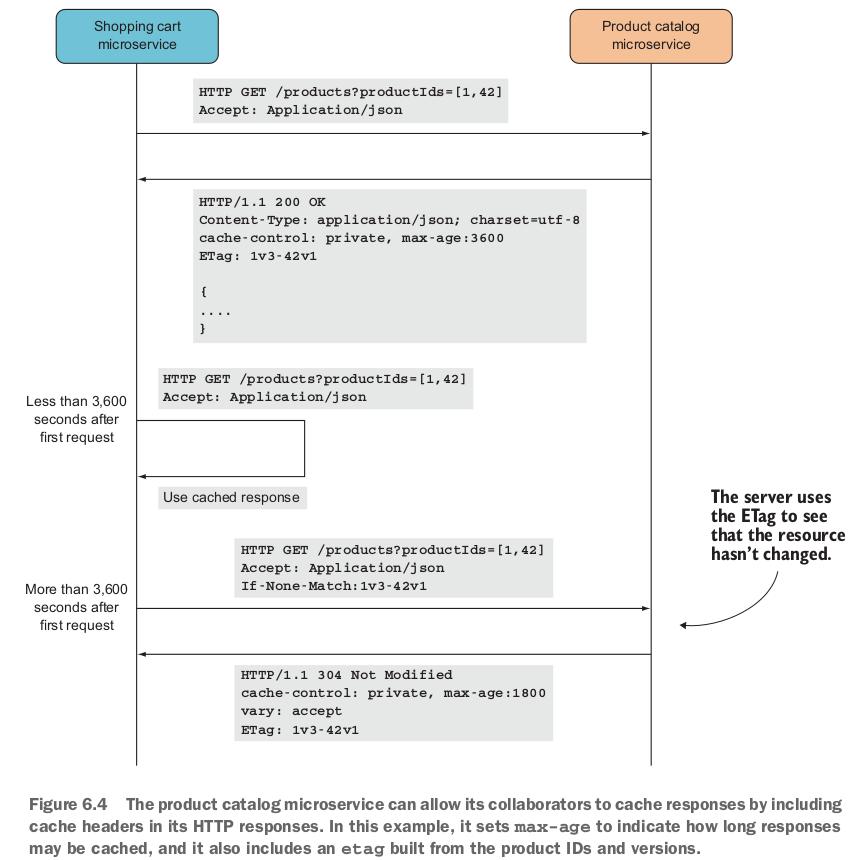 Shopping cart
microservice
Product catalog
microservice
HTTP GET /products?productIds=[1,42]
Accept: Application/json
HTTP/1.1 200 OK
Content-Type: application/json; charset=utf-8
cache-control: private, max-age:3600
ETag: 1v3-42v1
{
....
}
HTTP GET /products?productIds=[1,42]
Accept: Application/json
Less than 3,600
seconds after
first request
Use cached response
The server uses
the ETag to see
that the resource
hasn't changed.
HTTP GET /products?productIds=[1,42]
Accept: Application/json
If-None-Match:1v3-42v1
More than 3,600
seconds after
first request
HTTP/1.1 304 Not Modified
cache-control: private, max-age:1800
vary: accept
ETag: 1v3-42v1
Figure 6.4 The product catalog microservice can allow its collaborators to cache responses by including
cache headers in its HTTP responses. In this example, it sets max-age to indicate how long responses
may be cached, and it also includes an etag built from the product IDs and versions.